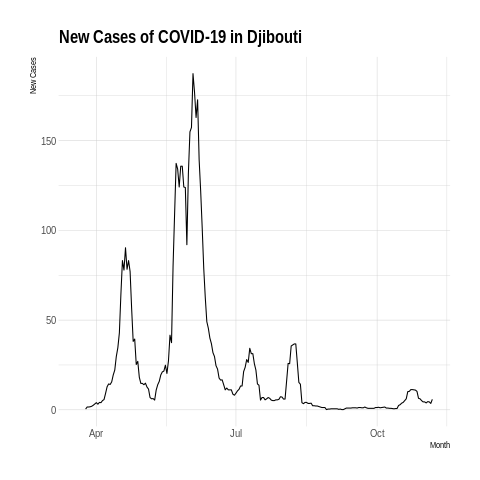 New Cases of COVID-19 in Djibouti
New Cases
150
100
50
0
Apr
Jul
Oct
Month